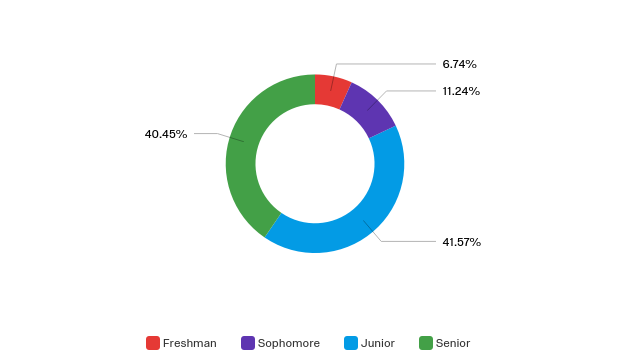 6.74%
11.24%
40.45%
41.57%
Freshman Sophomore Junior Senior